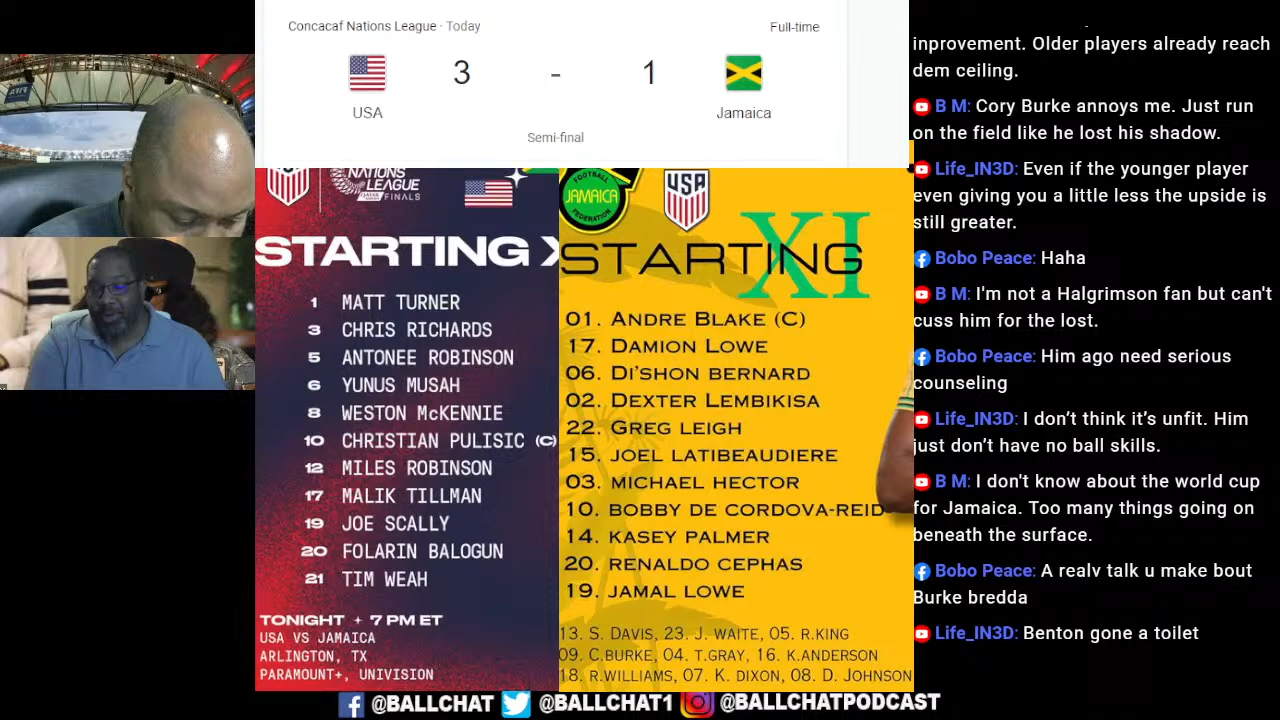 Concacaf Nations League · Today
Full-time
3 - 1
USA
Jamaica
Semi-final
NATIONS
LEAGUE
FINALS
STARTING X
1 MATT TURNER
3 CHRIS RICHARDS
5 ANTONEE ROBINSON
6 YUNUS MUSAH
8 WESTON McKENNIE
10 CHRISTIAN PULISIC (C)
12 MILES ROBINSON
17 MALIK TILLMAN
19 JOE SCALLY
20 FOLARIN BALOGUN
21 TIM WEAH
TONIGHT + 7 PM ET
USA VS JAMAICA
ARLINGTON, TX
PARAMOUNT+, UNIVISION
FOOTBALL
JAMAICA
FEDERATION
USA
XI
STARTING
01. ANDRE BLAKE (C)
17. DAMION LOWE
06. DI'SHON BERNARD
02. DEXTER LEMBIKISA
22. GREG LEIGH
15. JOEL LATIBEAUDIERE
03. MICHAEL HECTOR
10. BOBBY DE CORDOVA-REID
14. KASEY PALMER
20. RENALDO CEPHAS
19. JAMAL LOWE
13. S. DAVIS, 23. J. WAITE, 05. R.KING
09. C.BURKE, 04. T.GRAY, 16. K.ANDERSON
18. R.WILLIAMS, 07. K. DIXON, 08. D. JOHNSON
inprovement. Older players already reach
dem ceiling.
B M: Cory Burke annoys me. Just run
on the field like he lost his shadow.
Life_IN3D: Even if the younger player
even giving you a little less the upside is
still greater.
Bobo Peace: Haha
B M: I'm not a Halgrimson fan but can't
cuss him for the lost.
Bobo Peace: Him ago need serious
counseling
Life_IN3D: I don't think it's unfit. Him
just don't have no ball skills.
B M: I don't know about the world cup
for Jamaica. Too many things going on
beneath the surface.
Bobo Peace: A realv talk u make bout
Burke bredda
Life_IN3D: Benton gone a toilet
@BALLCHAT @BALLCHAT1 @BALLCHATPODCAST